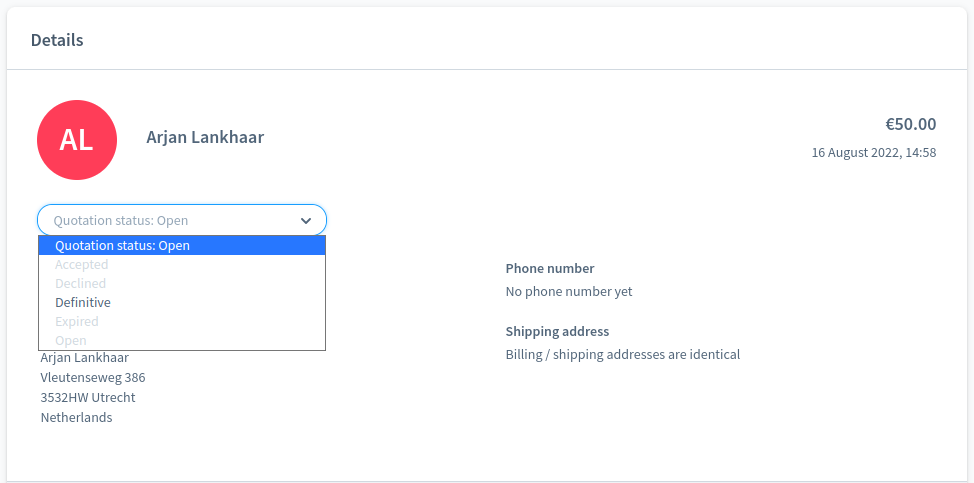 Details
AL
Arjan Lankhaar
€50.00
16 August 2022, 14:58
Quotation status: Open
Quotation status: Open
Accepted
Declined
Definitive
Expired
Open
Arjan Lankhaar
Vleutenseweg 386
3532HW Utrecht
Netherlands
Phone number
No phone number yet
Shipping address
Billing / shipping addresses are identical